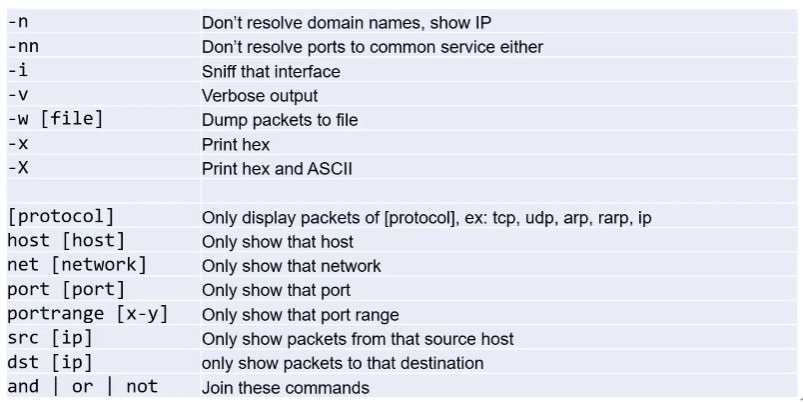 -n Don’t resolve domain names, show IP
-nn Don’t resolve ports to common service either
-i Sniff that interface
-v Verbose output
-w [file] Dump packets to file
-x Print hex
-X Print hex and ASCII
[protocol] Only display packets of [protocol], ex: tcp, udp, arp, rarp, ip
host [host] Only show that host
net [network] Only show that network
port [port] Only show that port
portrange [x-y] Only show that port range
src [ip] Only show packets from that source host
dst [ip] only show packets to that destination
and | or | not Join these commands